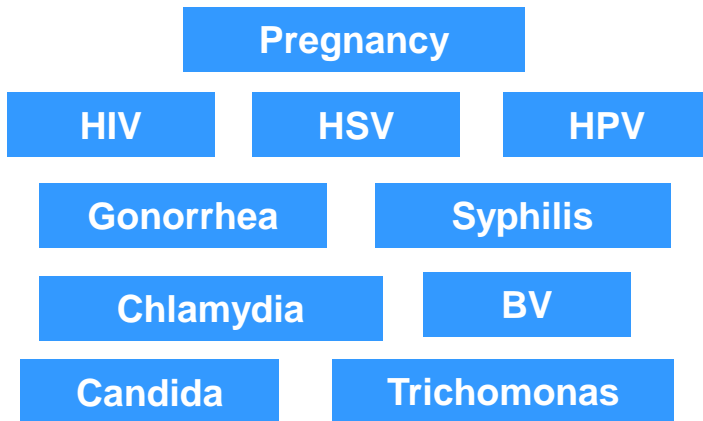 Pregnancy
HIV HSV HPV
Gonorrhea Syphilis
Chlamydia BV
Candida Trichomonas